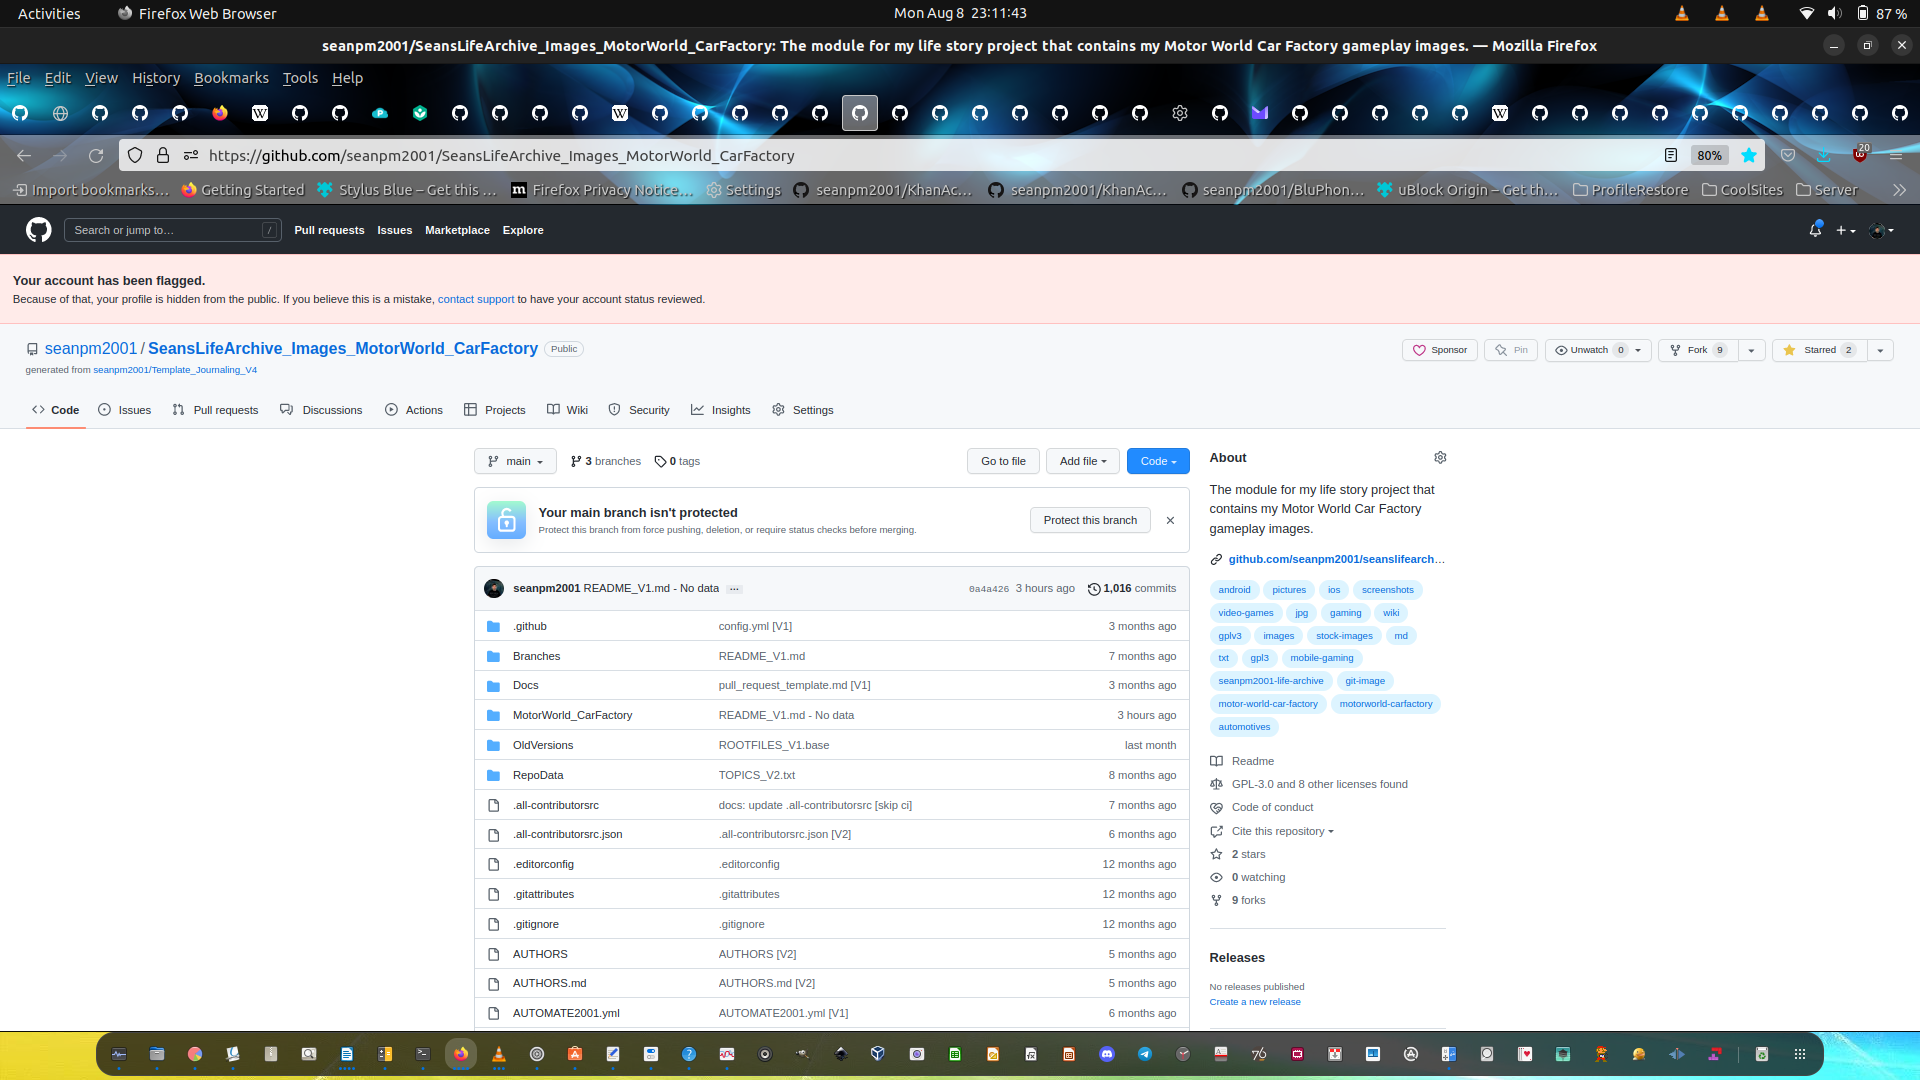 Activities
Firefox Web Browser
Mon Aug 8 23:11:43
87 %
seanpm2001/SeansLifeArchive_Images_MotorWorld_CarFactory: The module for my life story project that contains my Motor World Car Factory gameplay images. — Mozilla Firefox
File Edit View History Bookmarks Tools Help
https://github.com/seanpm2001/SeansLifeArchive_Images_MotorWorld_CarFactory
80%
20
Import bookmarks… Getting Started Stylus Blue – Get this … Firefox Privacy Notice… Settings seanpm2001/KhanAc… seanpm2001/KhanAc… seanpm2001/BluPhon… uBlock Origin – Get th… ProfileRestore CoolSites Server
Search or jump to… /
Pull requests Issues Marketplace Explore
Your account has been flagged.
Because of that, your profile is hidden from the public. If you believe this is a mistake, contact support to have your account status reviewed.
seanpm2001 / SeansLifeArchive_Images_MotorWorld_CarFactory Public
generated from seanpm2001/Template_Journaling_V4
Sponsor Pin Unwatch 0 Fork 9 Starred 2
Code Issues Pull requests Discussions Actions Projects Wiki Security Insights Settings
main 3 branches 0 tags
Go to file Add file Code
Your main branch isn't protected
Protect this branch from force pushing, deletion, or require status checks before merging.
Protect this branch
seanpm2001 README_V1.md - No data … 0a4a426 3 hours ago 1,016 commits
.github config.yml [V1] 3 months ago
Branches README_V1.md 7 months ago
Docs pull_request_template.md [V1] 3 months ago
MotorWorld_CarFactory README_V1.md - No data 3 hours ago
OldVersions ROOTFILES_V1.base last month
RepoData TOPICS_V2.txt 8 months ago
.all-contributorsrc docs: update .all-contributorsrc [skip ci] 7 months ago
.all-contributorsrc.json .all-contributorsrc.json [V2] 6 months ago
.editorconfig .editorconfig 12 months ago
.gitattributes .gitattributes 12 months ago
.gitignore .gitignore 12 months ago
AUTHORS AUTHORS [V2] 5 months ago
AUTHORS.md AUTHORS.md [V2] 5 months ago
AUTOMATE2001.yml AUTOMATE2001.yml [V1] 6 months ago
About
The module for my life story project that
contains my Motor World Car Factory
gameplay images.
github.com/seanpm2001/seanslifearch…
android pictures ios screenshots
video-games jpg gaming wiki
gplv3 images stock-images md
txt gpl3 mobile-gaming
seanpm2001-life-archive git-image
motor-world-car-factory motorworld-carfactory
automotives
Readme
GPL-3.0 and 8 other licenses found
Code of conduct
Cite this repository
2 stars
0 watching
9 forks
Releases
No releases published
Create a new release